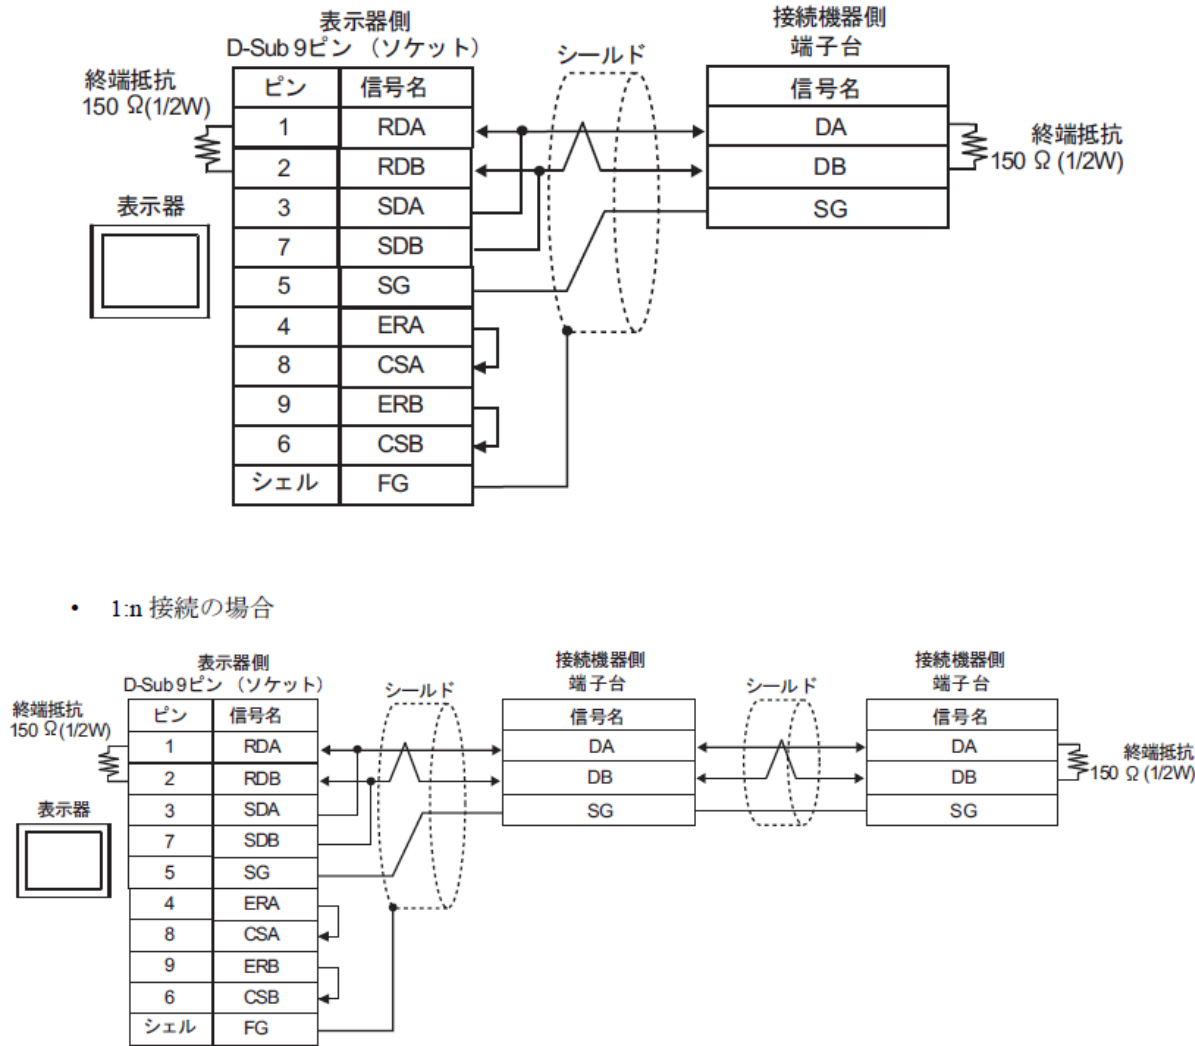 表示器側
D-Sub 9ピン （ソケット）
接続機器側
端子台
シールド
終端抵抗
150 Ω(1/2W)
ピン 信号名
1 RDA
2 RDB
3 SDA
7 SDB
5 SG
4 ERA
8 CSA
9 ERB
6 CSB
シェル FG
表示器
信号名
DA
DB
SG
終端抵抗
150 Ω (1/2W)
• 1:n 接続の場合
表示器側
D-Sub 9ピン （ソケット）
シールド
接続機器側
端子台
シールド
接続機器側
端子台
終端抵抗
150 Ω(1/2W)
ピン 信号名
1 RDA
2 RDB
3 SDA
7 SDB
5 SG
4 ERA
8 CSA
9 ERB
6 CSB
シェル FG
表示器
信号名
DA
DB
SG
信号名
DA
DB
SG
終端抵抗
150 Ω (1/2W)